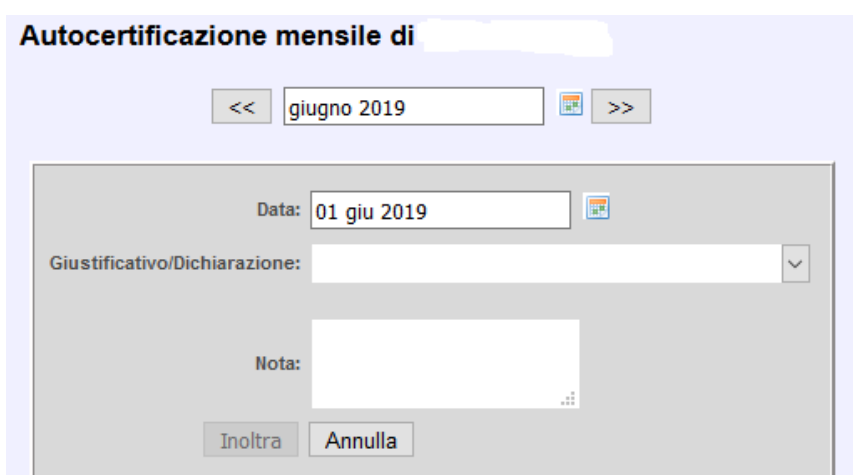 Autocertificazione mensile di
<< giugno 2019 >>
Data: 01 giu 2019
Giustificativo/Dichiarazione:
Nota:
Inoltra Annulla